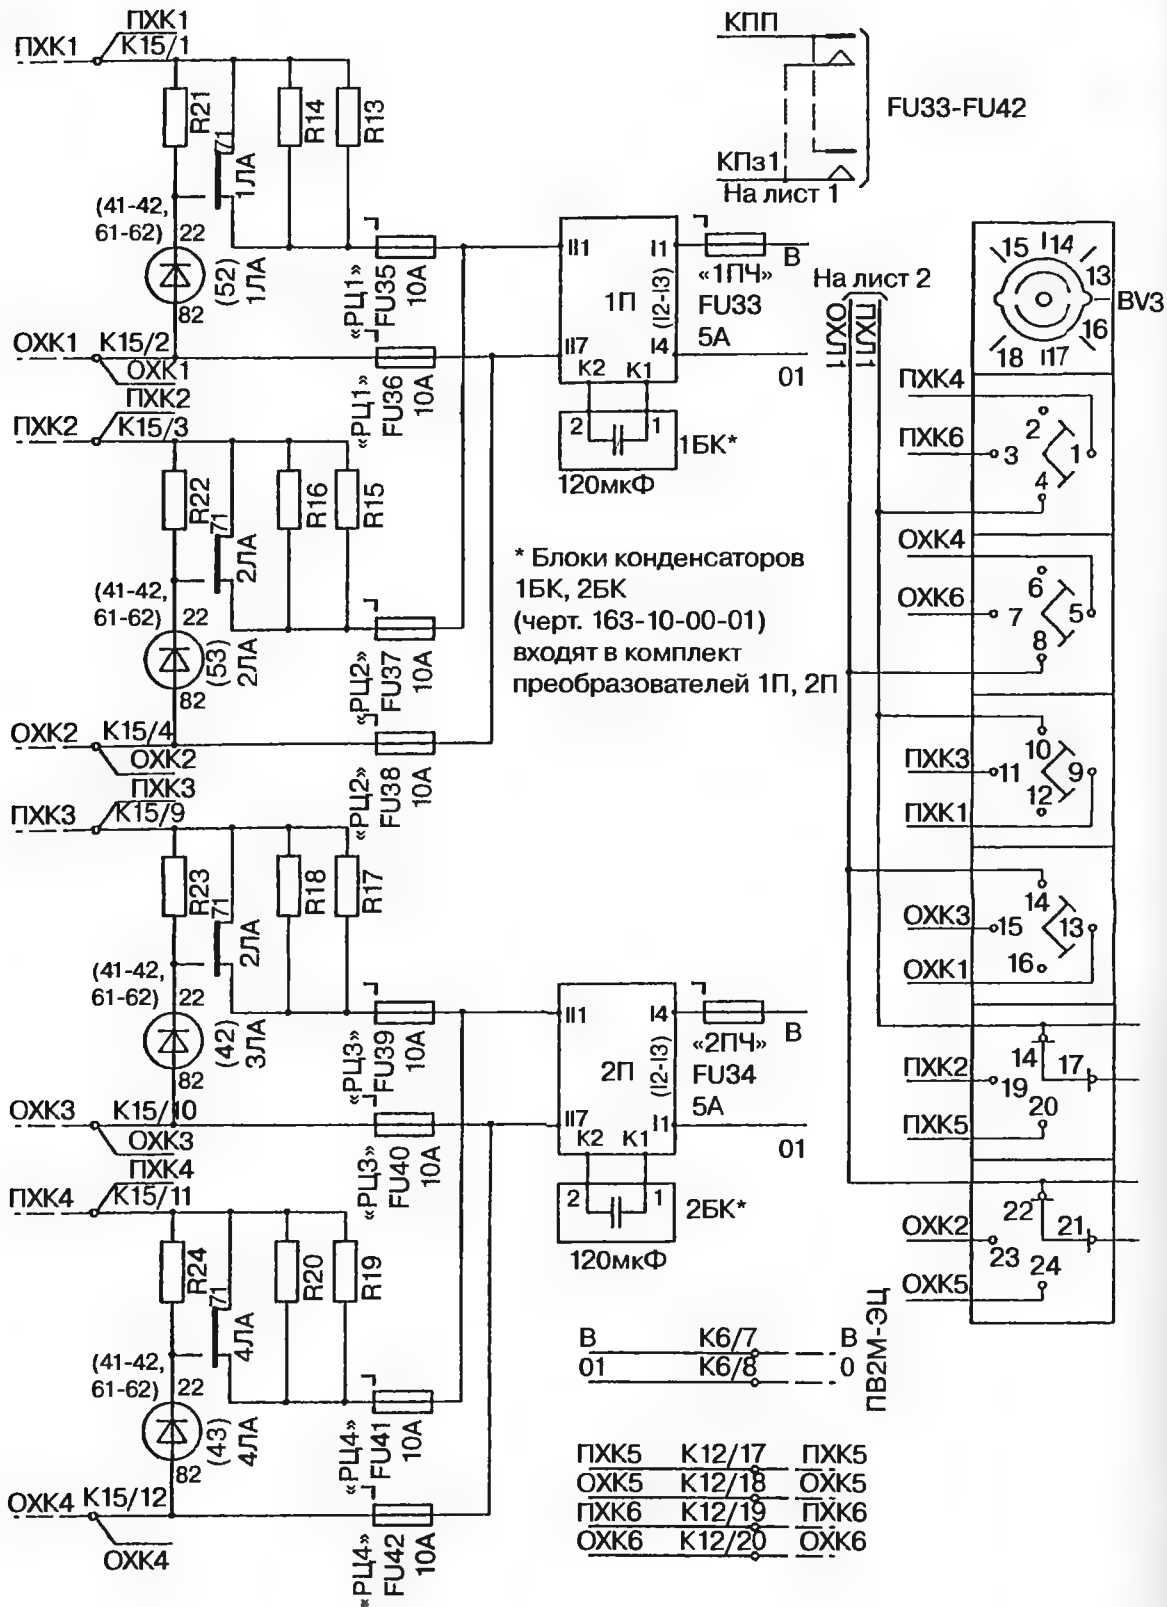 ПХК1
ПХК1
К15/1
R21
71
1ЛА
R14
R13
(41-42,
61-62)
22
(52)
1ЛА
82
«РЦ1»
FU35
10А
ОХК1
К15/2
ОХК1
«РЦ1»
FU36
10А
II1
I1
1П
(I2-I3)
II7
I4
К2
К1
«1ПЧ»
FU33
5А
В
01
2
1
1БК*
120мкФ
КПП
FU33-FU42
КПз1
На лист 1
ПХК2
ПХК2
К15/3
R22
71
2ЛА
R16
R15
(41-42,
61-62)
22
(53)
2ЛА
82
«РЦ2»
FU37
10А
ОХК2
К15/4
ОХК2
«РЦ2»
FU38
10А
* Блоки конденсаторов
1БК, 2БК
(черт. 163-10-00-01)
входят в комплект
преобразователей 1П, 2П
ПХК3
ПХК3
К15/9
R23
71
2ЛА
R18
R17
(41-42,
61-62)
22
(42)
3ЛА
82
«РЦ3»
FU39
10А
ОХК3
К15/10
ОХК3
«РЦ3»
FU40
10А
II1
I4
2П
(I2-I3)
II7
I1
К2
К1
«2ПЧ»
FU34
5А
В
01
2
1
2БК*
120мкФ
ПХК4
ПХК4
К15/11
R24
71
4ЛА
R20
R19
(41-42,
61-62)
22
(43)
4ЛА
82
«РЦ4»
FU41
10А
ОХК4
К15/12
ОХК4
«РЦ4»
FU42
10А
На лист 2
ОХЛ1
ПХЛ1
15
14
13
BV3
16
17
18
ПХК4
2
ПХК6
3
1
4
ОХК4
6
ОХК6
7
5
8
10
ПХК3
11
9
12
ПХК1
14
ОХК3
15
13
ОХК1
16
14
17
ПХК2
19
20
ПХК5
22
21
ОХК2
23
24
ОХК5
ПВ2М-ЭЦ
В
К6/7
В
01
К6/8
0
ПХК5
К12/17
ПХК5
ОХК5
К12/18
ОХК5
ПХК6
К12/19
ПХК6
ОХК6
К12/20
ОХК6